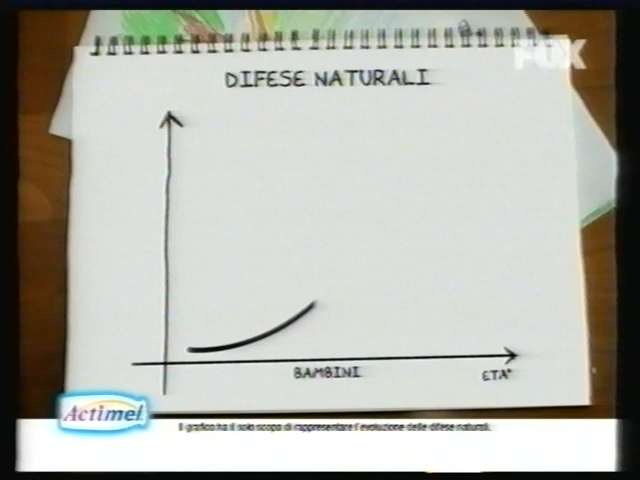 FOX
DIFESE NATURALI
BAMBINI
ETA'
Actimel
Il grafico ha il solo scopo di rappresentare l'evoluzione delle difese naturali.